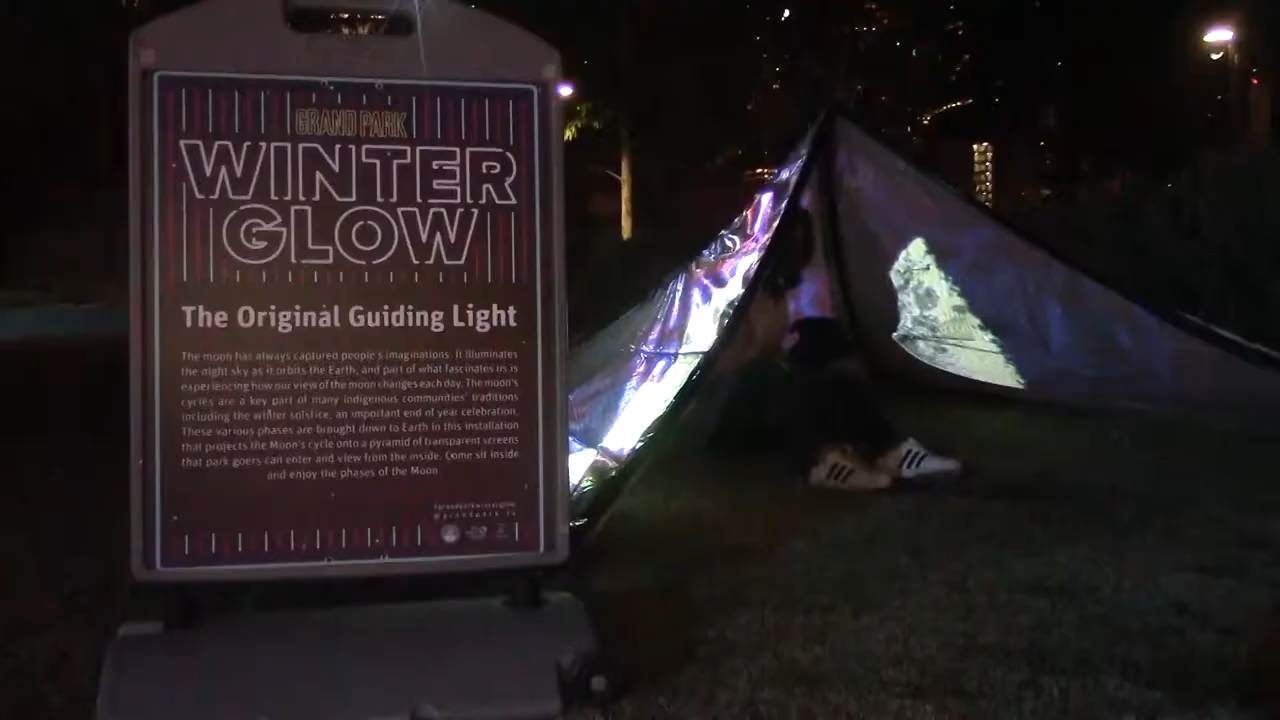 GRAND PARK
WINTER
GLOW
The Original Guiding Light
The moon has always captured people's imaginations. It illuminates
the night sky as it orbits the Earth, and part of what fascinates us is
experiencing how our view of the moon changes each day. The moon's
cycles are a key part of many indigenous communities' traditions
including the winter solstice, an important end of year celebration.
These various phases are brought down to Earth in this installation
that projects the Moon's cycle onto a pyramid of transparent screens
that park goers can enter and view from the inside. Come sit inside
and enjoy the phases of the Moon
#grandparkwinterglow
@grandpark_la